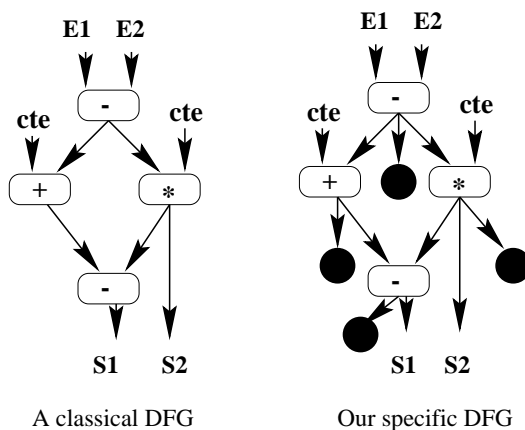 E1 E2 E1 E2
- -
cte cte cte cte
+ * + *
- -
S1 S2 S1 S2
A classical DFG Our specific DFG